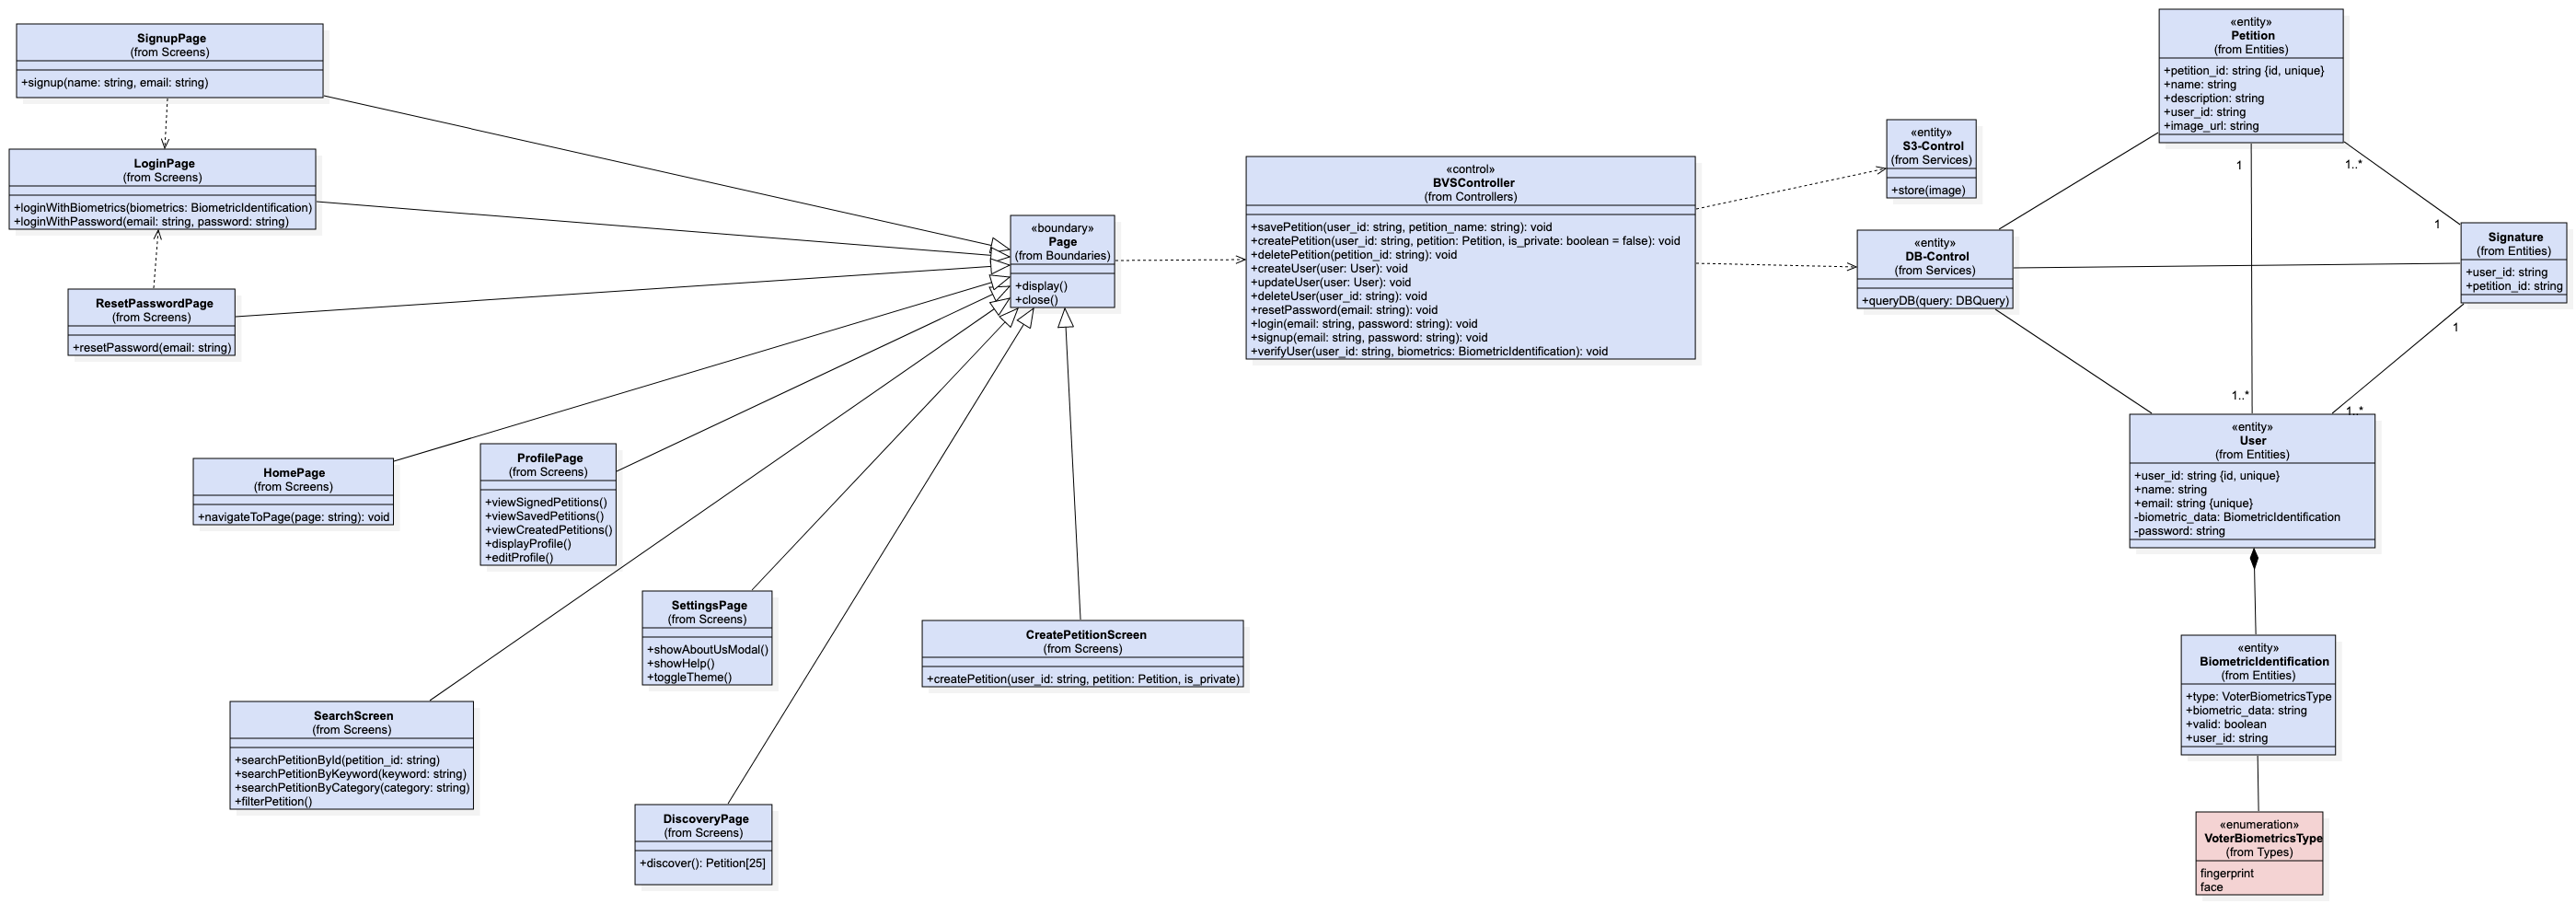 SignupPage
(from Screens)
+signup(name: string, email: string)
LoginPage
(from Screens)
+loginWithBiometrics(biometrics: BiometricIdentification)
+loginWithPassword(email: string, password: string)
ResetPasswordPage
(from Screens)
+resetPassword(email: string)
HomePage
(from Screens)
+navigateToPage(page: string): void
ProfilePage
(from Screens)
+viewSignedPetitions()
+viewSavedPetitions()
+viewCreatedPetitions()
+displayProfile()
+editProfile()
SearchScreen
(from Screens)
+searchPetitionById(petition_id: string)
+searchPetitionByKeyword(keyword: string)
+searchPetitionByCategory(category: string)
+filterPetition()
SettingsPage
(from Screens)
+showAboutUsModal()
+showHelp()
+toggleTheme()
DiscoveryPage
(from Screens)
+discover(): Petition[25]
CreatePetitionScreen
(from Screens)
+createPetition(user_id: string, petition: Petition, is_private)
«boundary»
Page
(from Boundaries)
+display()
+close()
«control»
BVSController
(from Controllers)
+savePetition(user_id: string, petition_name: string): void
+createPetition(user_id: string, petition: Petition, is_private: boolean = false): void
+deletePetition(petition_id: string): void
+createUser(user: User): void
+updateUser(user: User): void
+deleteUser(user_id: string): void
+resetPassword(email: string): void
+login(email: string, password: string): void
+signup(email: string, password: string): void
+verifyUser(user_id: string, biometrics: BiometricIdentification): void
«entity»
S3-Control
(from Services)
+store(image)
«entity»
DB-Control
(from Services)
+queryDB(query: DBQuery)
«entity»
Petition
(from Entities)
+petition_id: string {id, unique}
+name: string
+description: string
+user_id: string
+image_url: string
1
1..*
1
Signature
(from Entities)
+user_id: string
+petition_id: string
1
1..*
1..*
«entity»
User
(from Entities)
+user_id: string {id, unique}
+name: string
+email: string {unique}
-biometric_data: BiometricIdentification
-password: string
«entity»
BiometricIdentification
(from Entities)
+type: VoterBiometricsType
+biometric_data: string
+valid: boolean
+user_id: string
«enumeration»
VoterBiometricsType
(from Types)
fingerprint
face